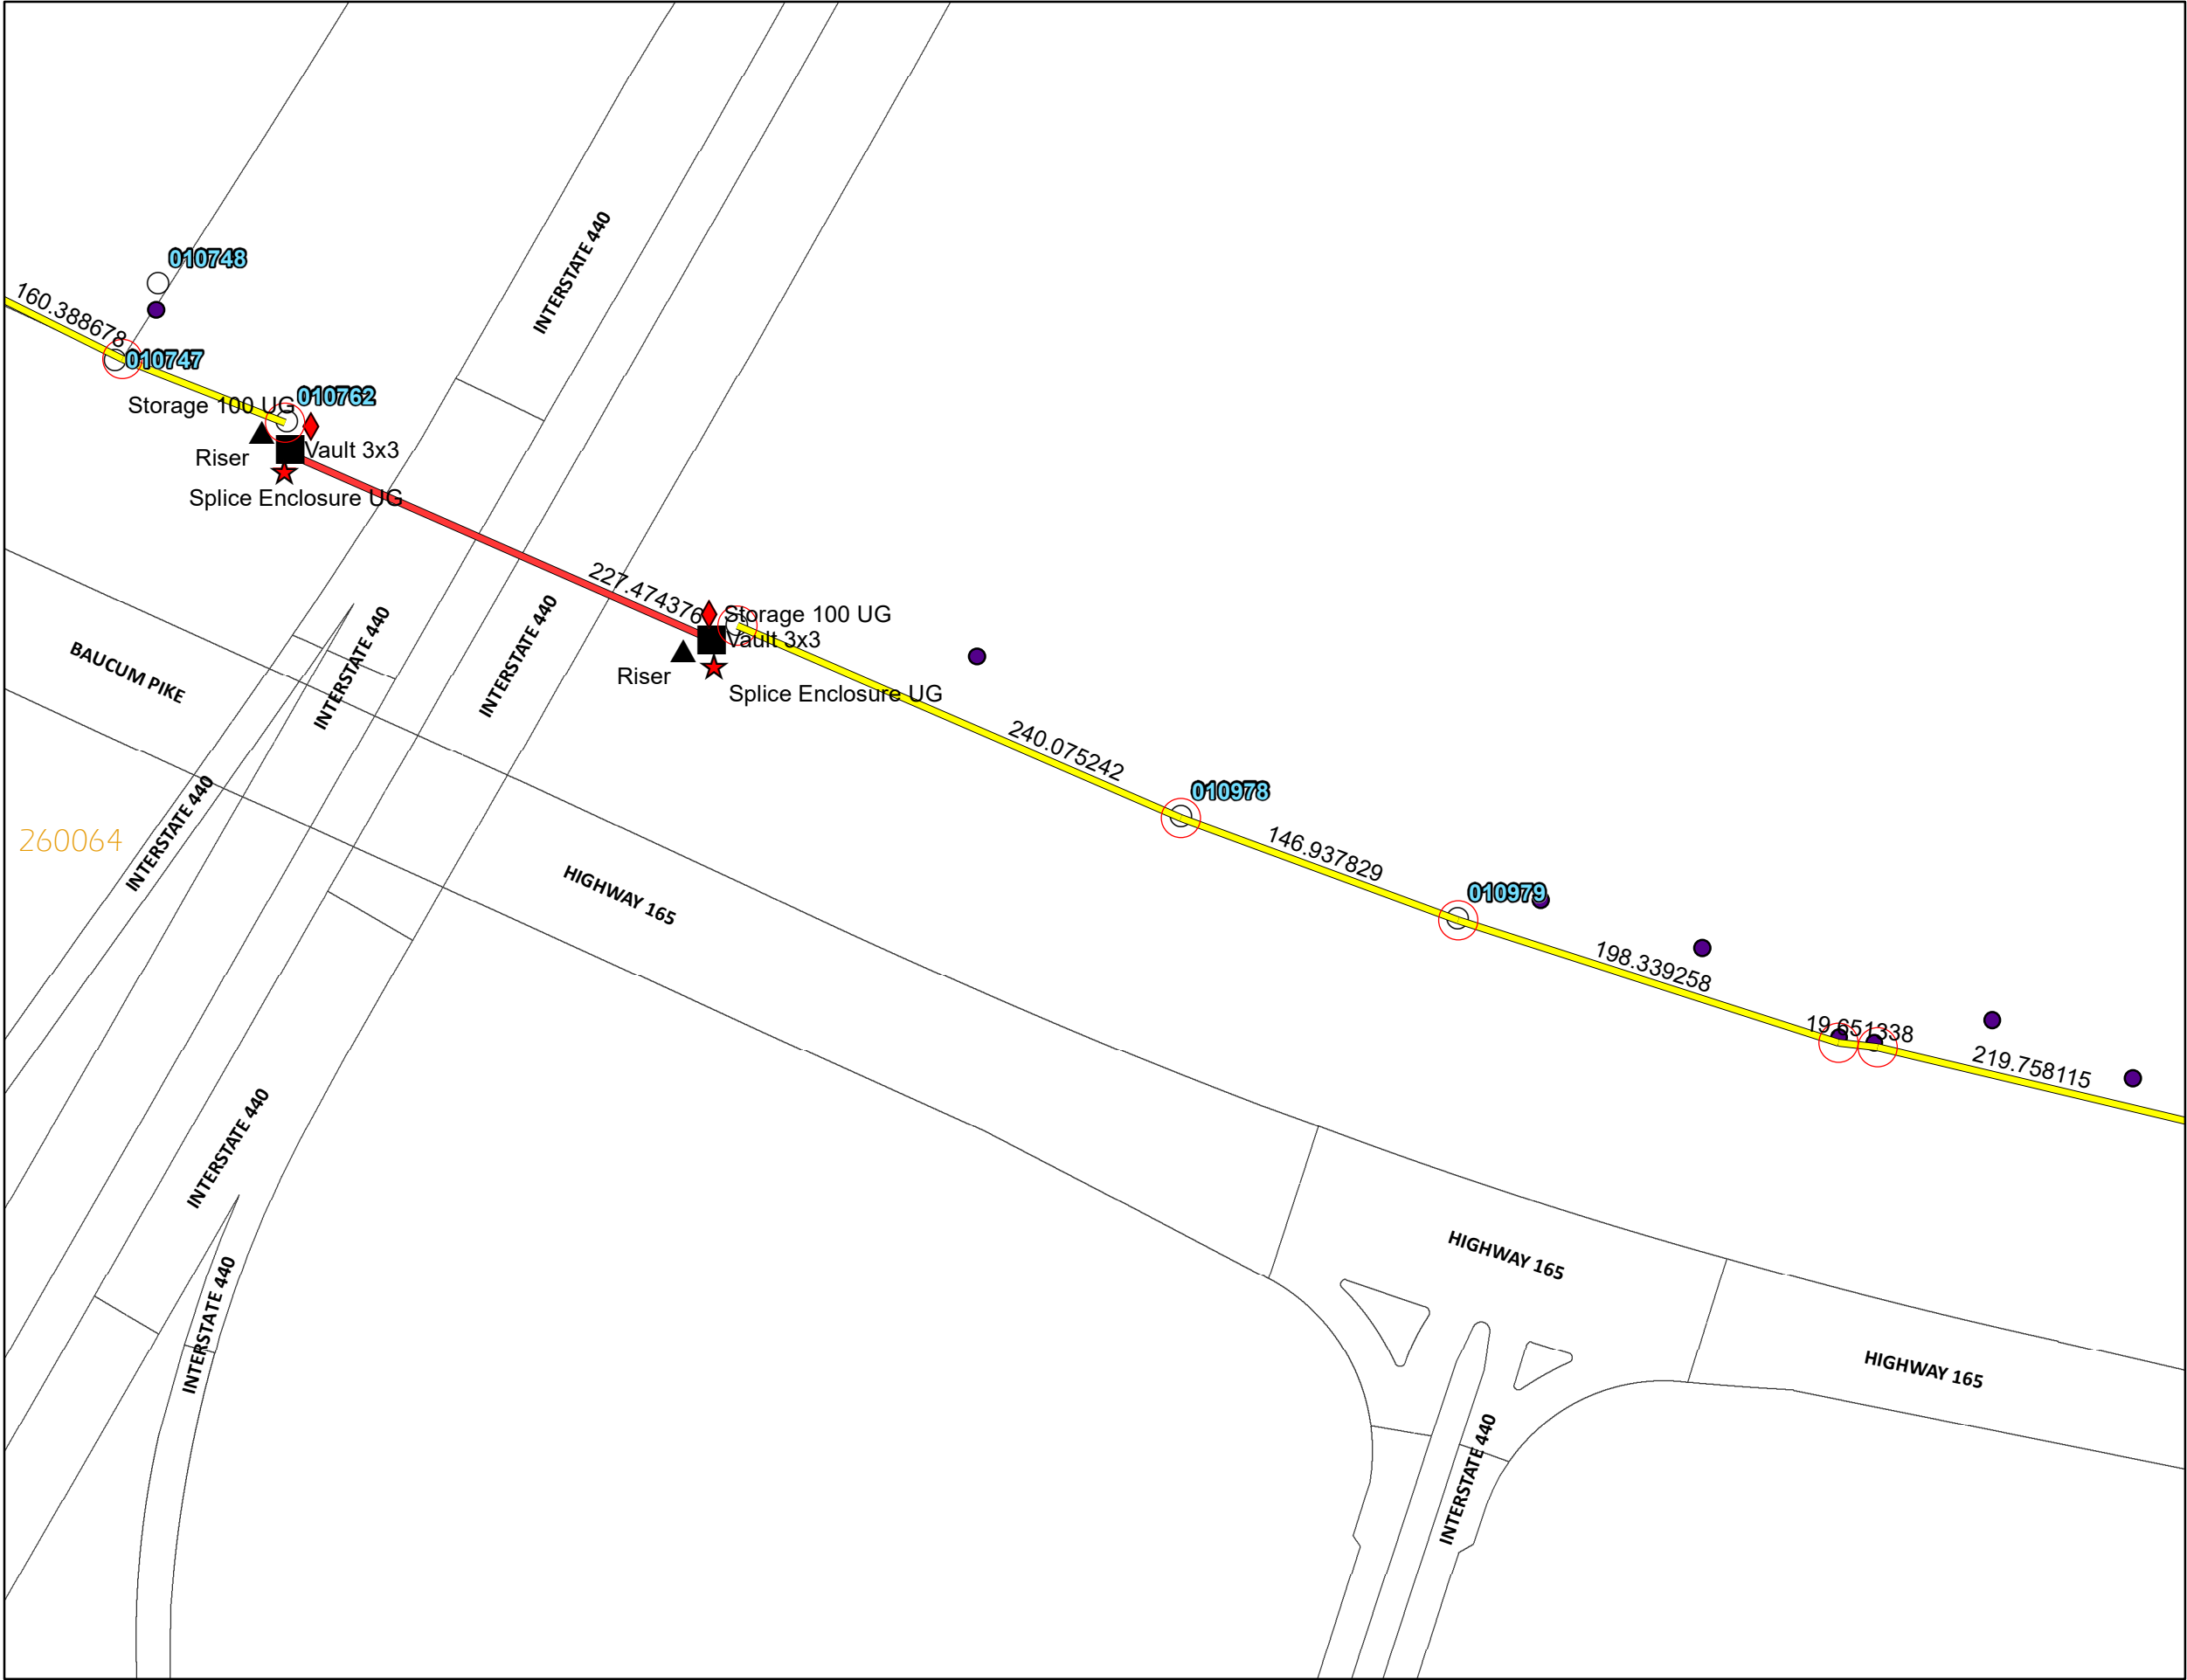 INTERSTATE 440
010748
160.388678
010747
010762
Storage 100 UG
Vault 3x3
Riser
Splice Enclosure UG
227.474376
Storage 100 UG
Vault 3x3
Riser
Splice Enclosure UG
INTERSTATE 440
INTERSTATE 440
BAUCUM PIKE
240.075242
010978
INTERSTATE 440
260064
146.937829
HIGHWAY 165
010979
198.339258
19.651338
219.758115
INTERSTATE 440
HIGHWAY 165
INTERSTATE 440
HIGHWAY 165
INTERSTATE 440